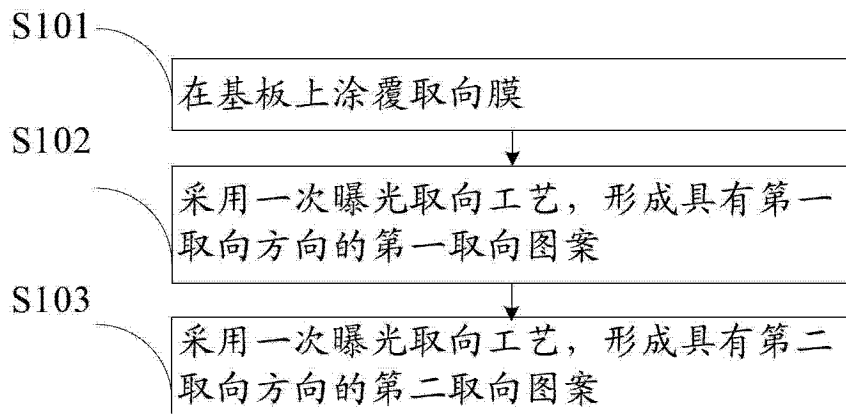 S101
在基板上涂覆取向膜
S102
采用一次曝光取向工艺，形成具有第一
取向方向的第一取向图案
S103
采用一次曝光取向工艺，形成具有第二
取向方向的第二取向图案